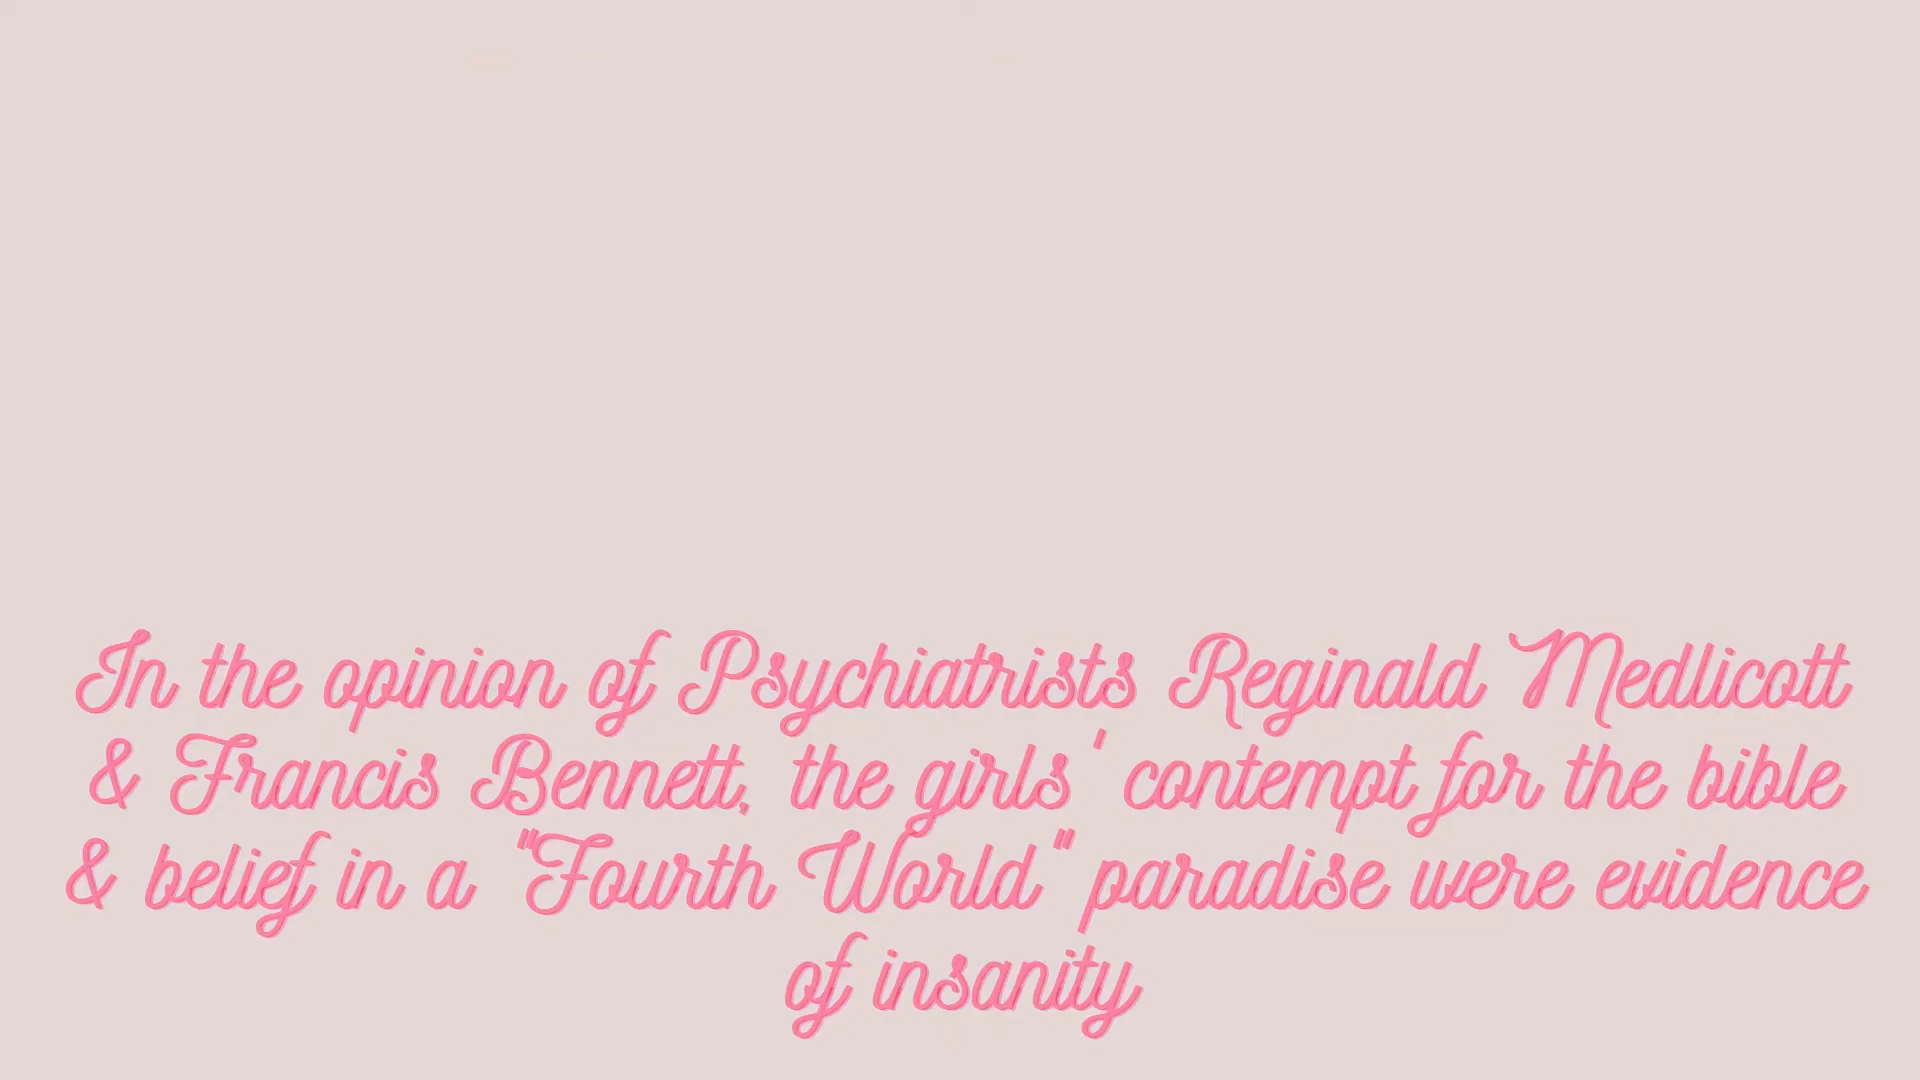 In the opinion of Psychiatrists Reginald Medlicott
& Francis Bennett, the girls' contempt for the bible
& belief in a "Fourth World" paradise were evidence
of insanity